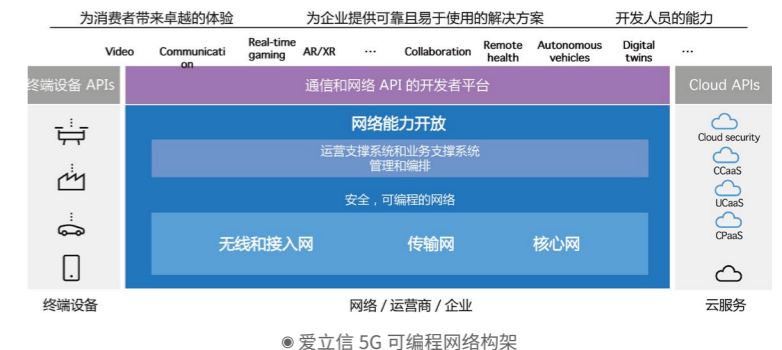 为消费者带来卓越的体验 为企业提供可靠且易于使用的解决方案 开发人员的能力
Video Communicati on Real-time gaming AR/XR ... Collaboration Remote health Autonomous vehicles Digital twins ...
终端设备 APIs 通信和网络 API 的开发者平台 Cloud APIs
网络能力开放
运营支撑系统和业务支撑系统
管理和编排
安全，可编程的网络
无线和接入网 传输网 核心网
Cloud security
CCaaS
UCaaS
CPaaS
终端设备 网络 / 运营商 / 企业 云服务
◉ 爱立信 5G 可编程网络构架